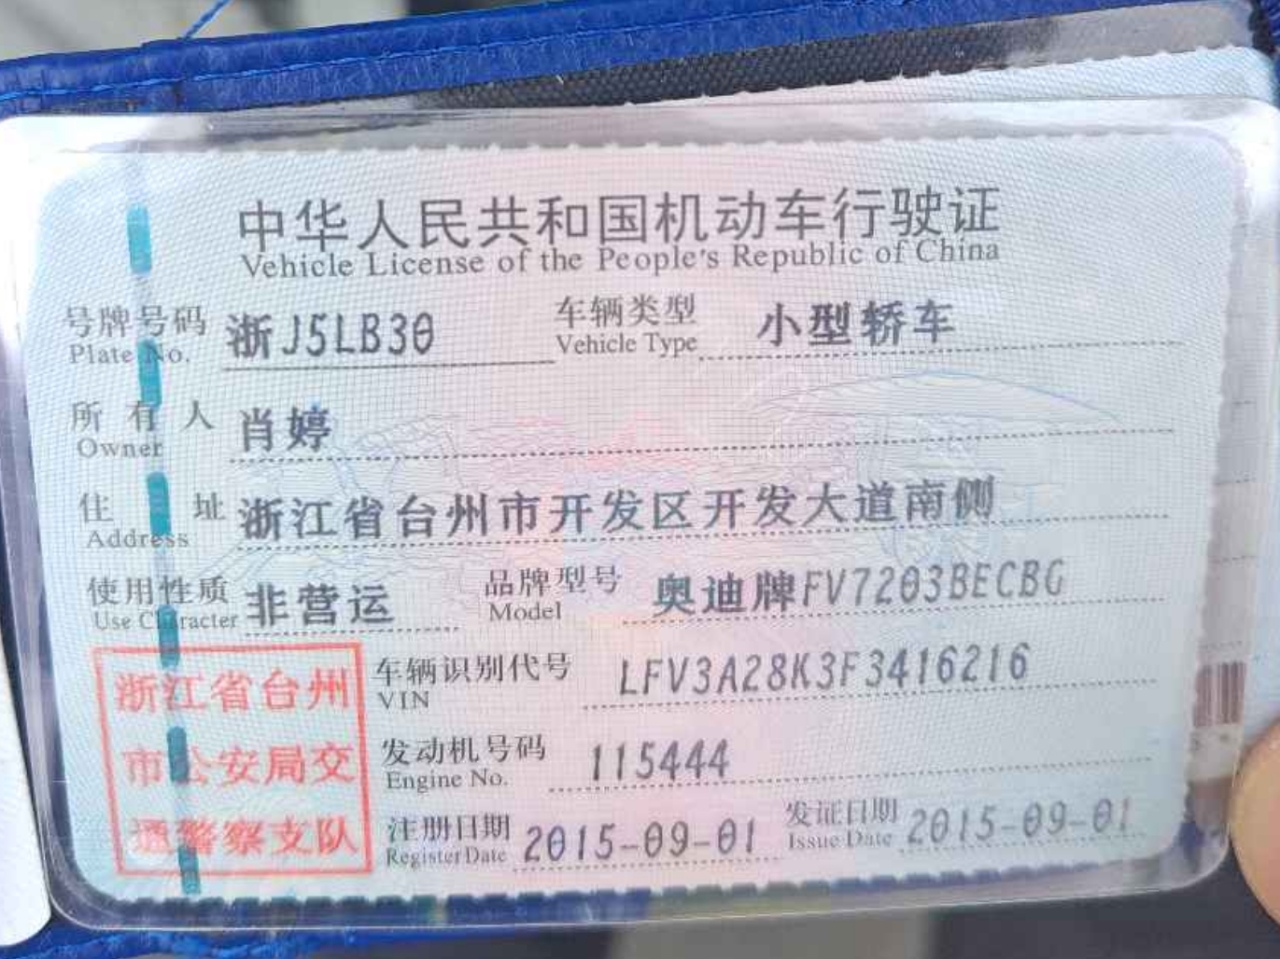 中华人民共和国机动车行驶证
Vehicle License of the People's Republic of China
号牌号码 浙J5LB30 车辆类型 小型轿车
Plate No. Vehicle Type
所有人 肖婷
Owner
住址 浙江省台州市开发区开发大道南侧
Address
使用性质 非营运 品牌型号 奥迪牌FV7203BECBG
Use Character Model
浙江省台州
市公安局交
通警察支队
车辆识别代号 LFV3A28K3F3416216
VIN
发动机号码 115444
Engine No.
注册日期 2015-09-01 发证日期 2015-09-01
Register Date Issue Date